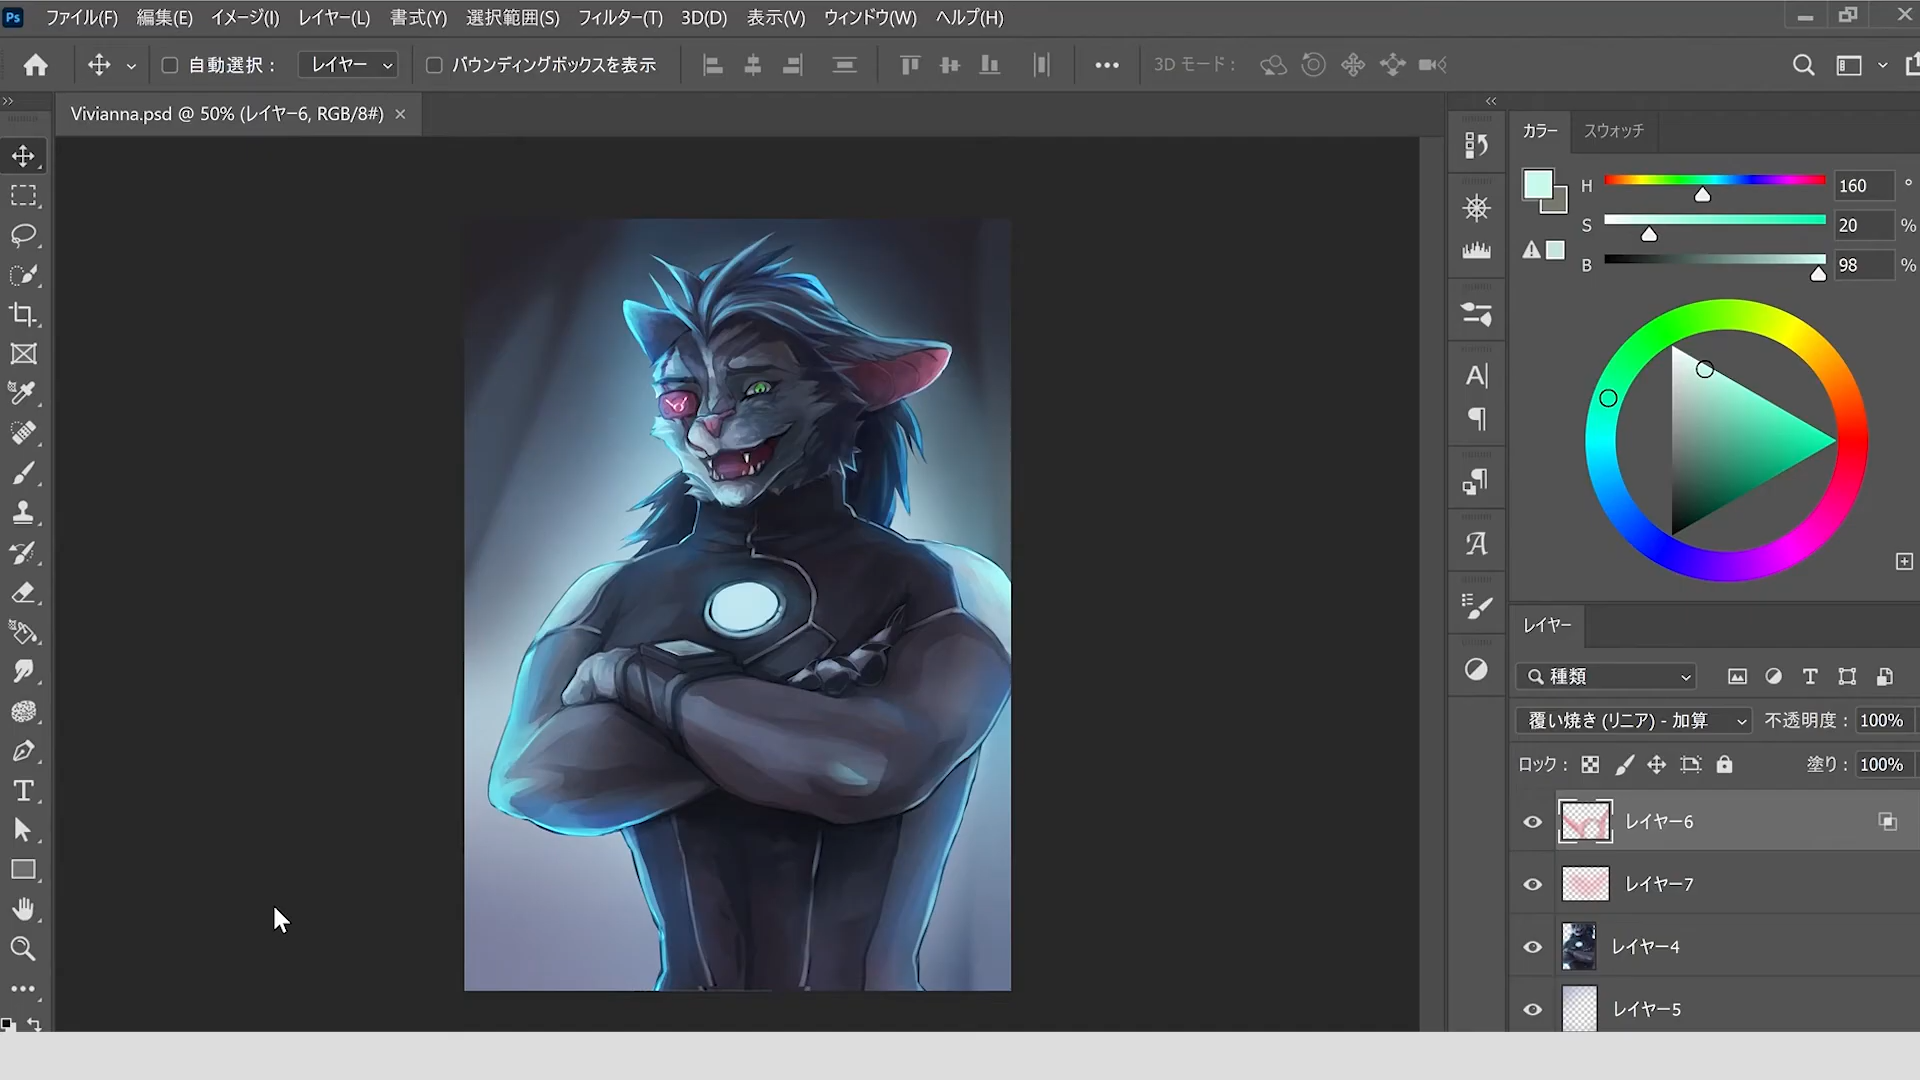 Ps ファイル(F) 編集(E) イメージ(I) レイヤー(L) 書式(Y) 選択範囲(S) フィルター(T) 3D(D) 表示(V) ウィンドウ(W) ヘルプ(H)
自動選択： レイヤー バウンディングボックスを表示 3D モード：
Vivianna.psd @ 50% (レイヤー6, RGB/8#)
カラー スウォッチ
H 160 °
S 20 %
B 98 %
レイヤー
種類
覆い焼き (リニア) - 加算 不透明度： 100%
ロック： 塗り： 100%
レイヤー6
レイヤー7
レイヤー4
レイヤー5